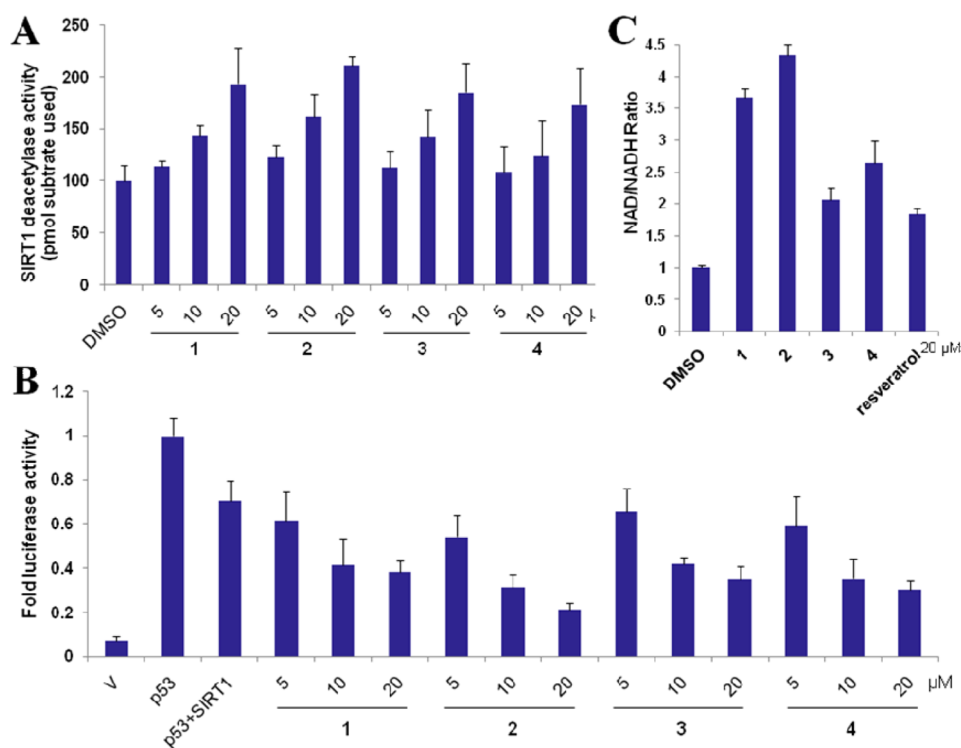 A
SIRT1 deacetylase activity
(pmol subtrate used)
250
200
150
100
50
0
DMSO 5 10 20 5 10 20 5 10 20 5 10 20 μ
1 2 3 4
C
NAD/NADH Ratio
4.5
4
3.5
3
2.5
2
1.5
1
0.5
0
DMSO 1 2 3 4 resveratrol 20 μM
B
Fold luciferase activity
1.2
1
0.8
0.6
0.4
0.2
0
V p53 p53+SIRT1 5 10 20 5 10 20 5 10 20 5 10 20 μM
1 2 3 4